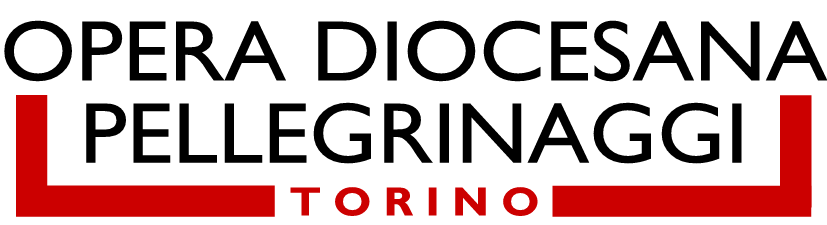 OPERA DIOCESANA
PELLEGRINAGGI
TORINO